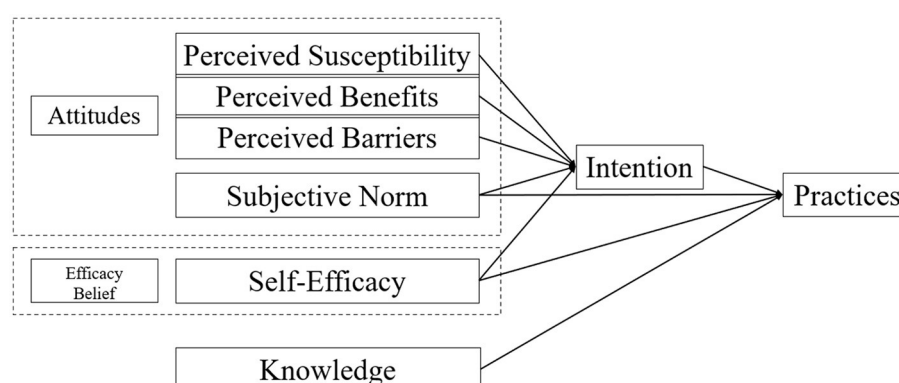 Perceived Susceptibility
Perceived Benefits
Attitudes
Perceived Barriers
Intention
Subjective Norm
Practices
Efficacy
Belief
Self-Efficacy
Knowledge